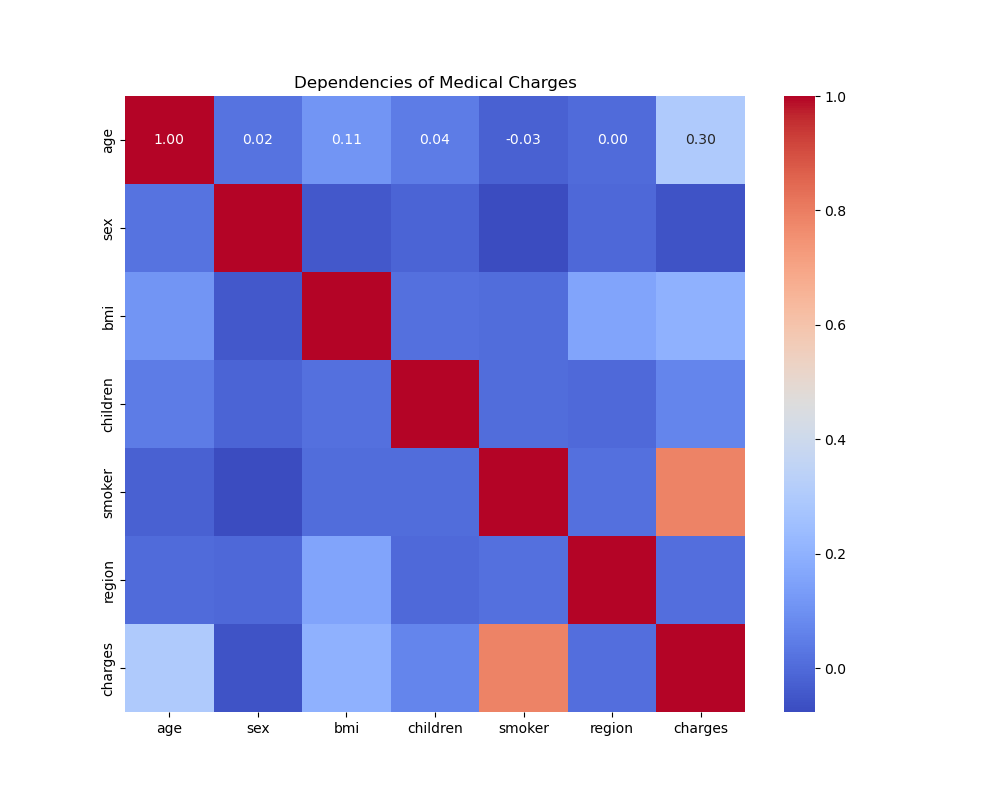 Dependencies of Medical Charges
age 1.00 0.02 0.11 0.04 -0.03 0.00 0.30
sex
bmi
children
smoker
region
charges
age sex bmi children smoker region charges
1.0
0.8
0.6
0.4
0.2
0.0